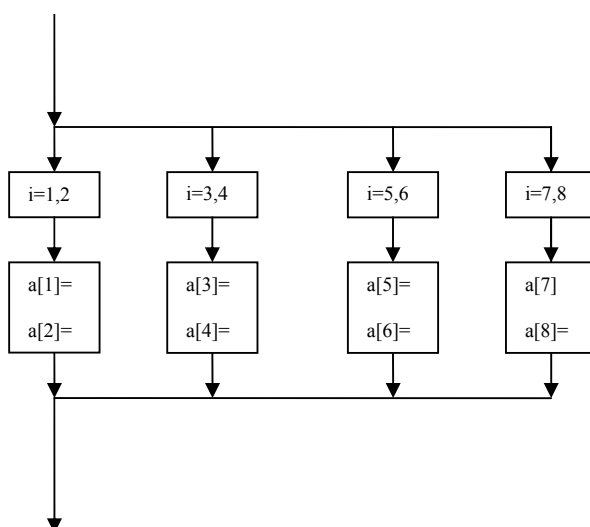 i=1,2
i=3,4
i=5,6
i=7,8
a[1]=
a[2]=
a[3]=
a[4]=
a[5]=
a[6]=
a[7]
a[8]=